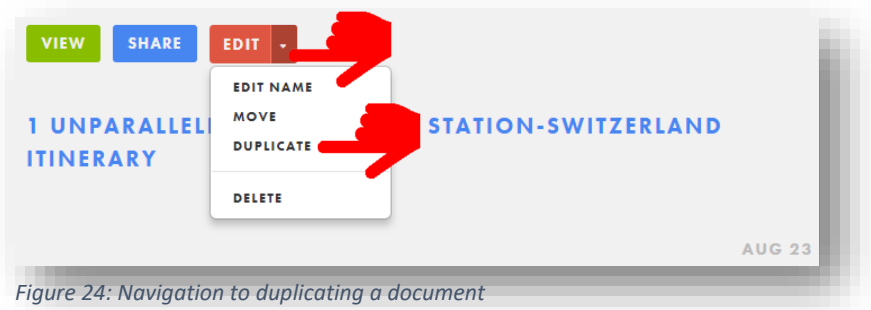 VIEW SHARE EDIT
EDIT NAME
MOVE
DUPLICATE
DELETE
1 STATION-SWITZERLAND
ITINERARY
AUG 23
Figure 24: Navigation to duplicating a document